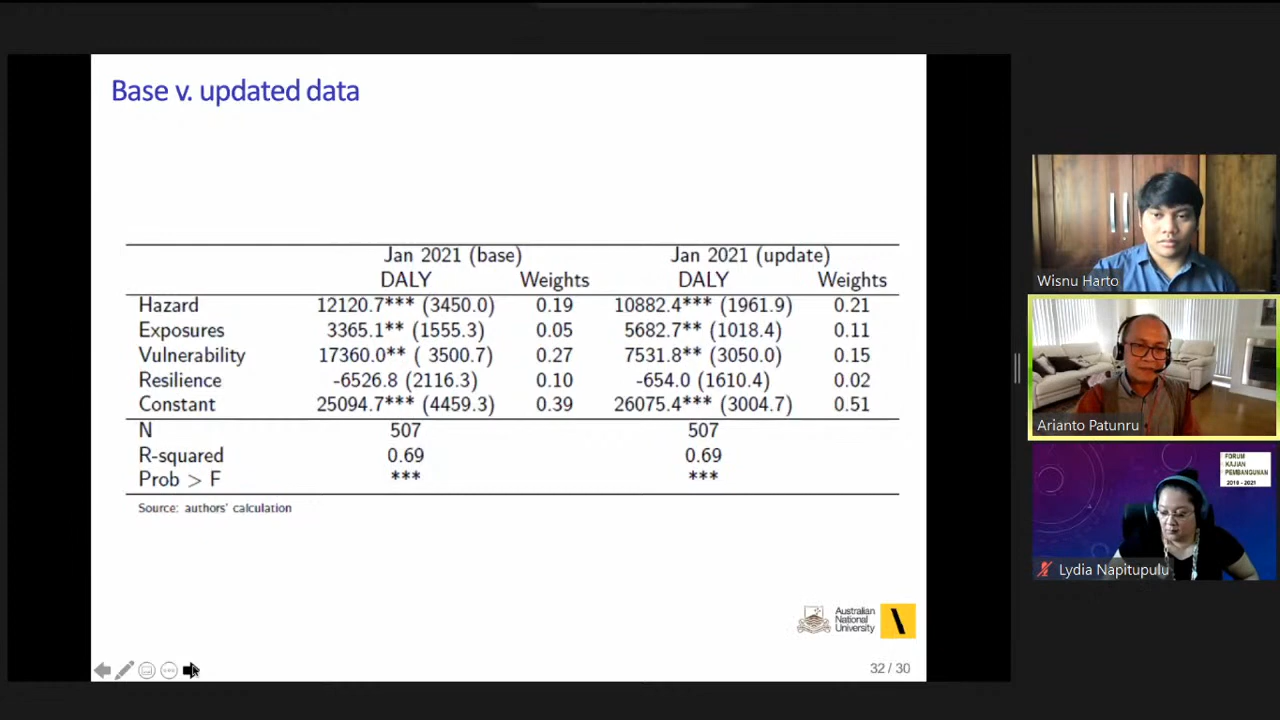 Base v. updated data
Jan 2021 (base) Jan 2021 (update)
DALY Weights DALY Weights
Hazard 12120.7*** (3450.0) 0.19 10882.4*** (1961.9) 0.21
Exposures 3365.1** (1555.3) 0.05 5682.7** (1018.4) 0.11
Vulnerability 17360.0** ( 3500.7) 0.27 7531.8** (3050.0) 0.15
Resilience -6526.8 (2116.3) 0.10 -654.0 (1610.4) 0.02
Constant 25094.7*** (4459.3) 0.39 26075.4*** (3004.7) 0.51
N 507 507
R-squared 0.69 0.69
Prob > F *** ***
Source: authors' calculation
Australian
National
University
32 / 30
Wisnu Harto
Arianto Patunru
FORUM
KAJIAN
PEMBANGUNAN
2010 - 2021
Lydia Napitupulu